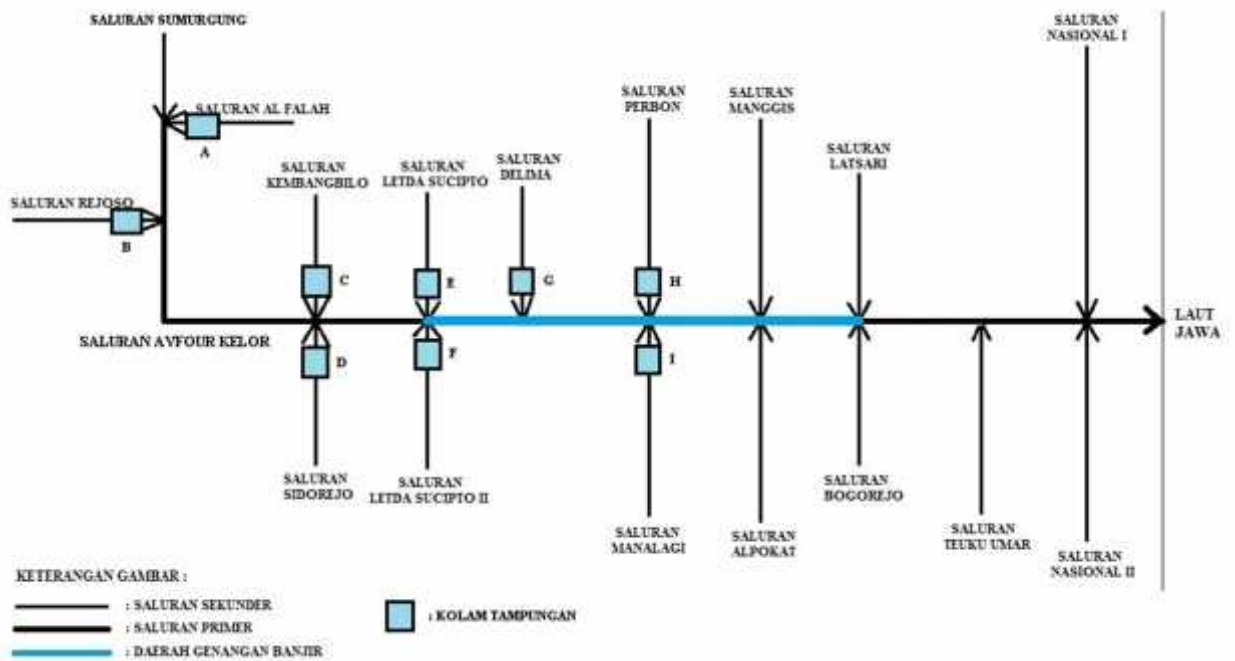 SALURAN SUMURGUNG
SALURAN
NASIONAL I
SALURAN AL FALAH
A
SALURAN
PERBON
SALURAN
MANGGIS
SALURAN
LATSARI
SALURAN
KEMBANGBILO
SALURAN
LETDA SUCIPTO
SALURAN
DELIMA
SALURAN REJOSO
B
C
E
G
H
SALURAN AVFOUR KELOR
LAUT
JAWA
D
F
I
SALURAN
SIDOREJO
SALURAN
LETDA SUCIPTO II
SALURAN
MANALAGI
SALURAN
ALPOKAT
SALURAN
BOGOREJO
SALURAN
TEUKU UMAR
SALURAN
NASIONAL II
KETERANGAN GAMBAR :
: SALURAN SEKUNDER
: SALURAN PRIMER
: DAERAH GENANGAN BANJIR
: KOLAM TAMPUNGAN